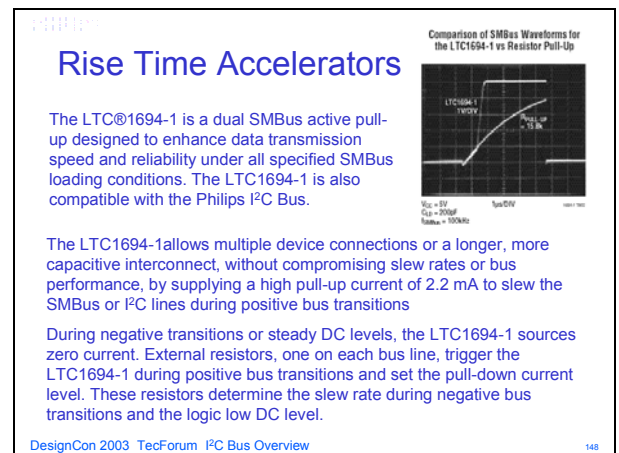 PHILIPS
Comparison of SMBus Waveforms for
the LTC1694-1 vs Resistor Pull-Up
Rise Time Accelerators
LTC1694-1
1V/DIV
RPULL-UP
= 15.8k
VCC = 5V
1µs/DIV
CLD = 200pF
fSMBus = 100kHz
The LTC®1694-1 is a dual SMBus active pull-
up designed to enhance data transmission
speed and reliability under all specified SMBus
loading conditions. The LTC1694-1 is also
compatible with the Philips I²C Bus.
The LTC1694-1allows multiple device connections or a longer, more
capacitive interconnect, without compromising slew rates or bus
performance, by supplying a high pull-up current of 2.2 mA to slew the
SMBus or I²C lines during positive bus transitions
During negative transitions or steady DC levels, the LTC1694-1 sources
zero current. External resistors, one on each bus line, trigger the
LTC1694-1 during positive bus transitions and set the pull-down current
level. These resistors determine the slew rate during negative bus
transitions and the logic low DC level.
DesignCon 2003 TecForum I²C Bus Overview
148